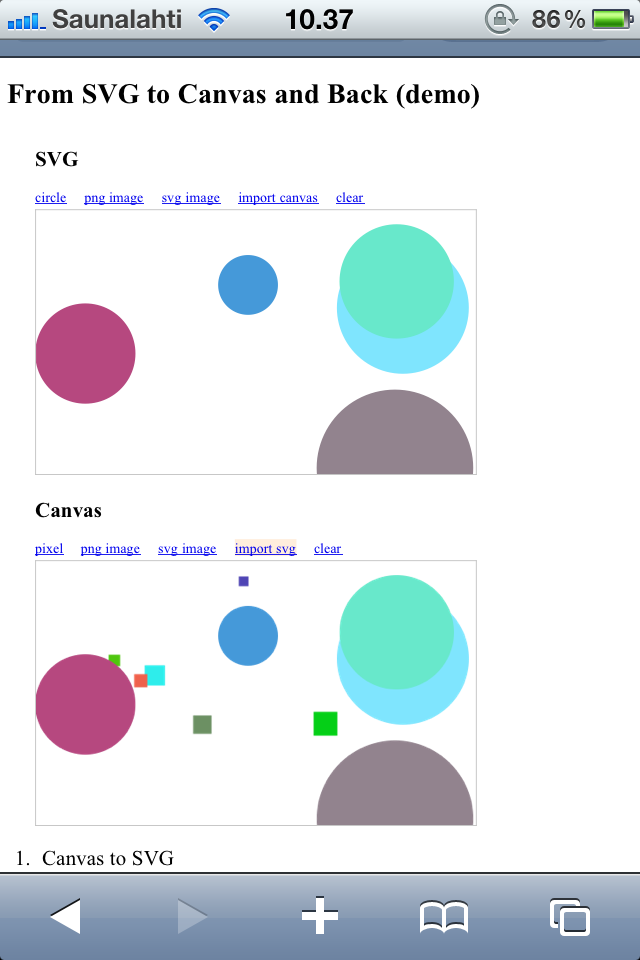 Saunalahti 10.37 86%
From SVG to Canvas and Back (demo)
SVG
circle png image svg image import canvas clear
Canvas
pixel png image svg image import svg clear
1. Canvas to SVG